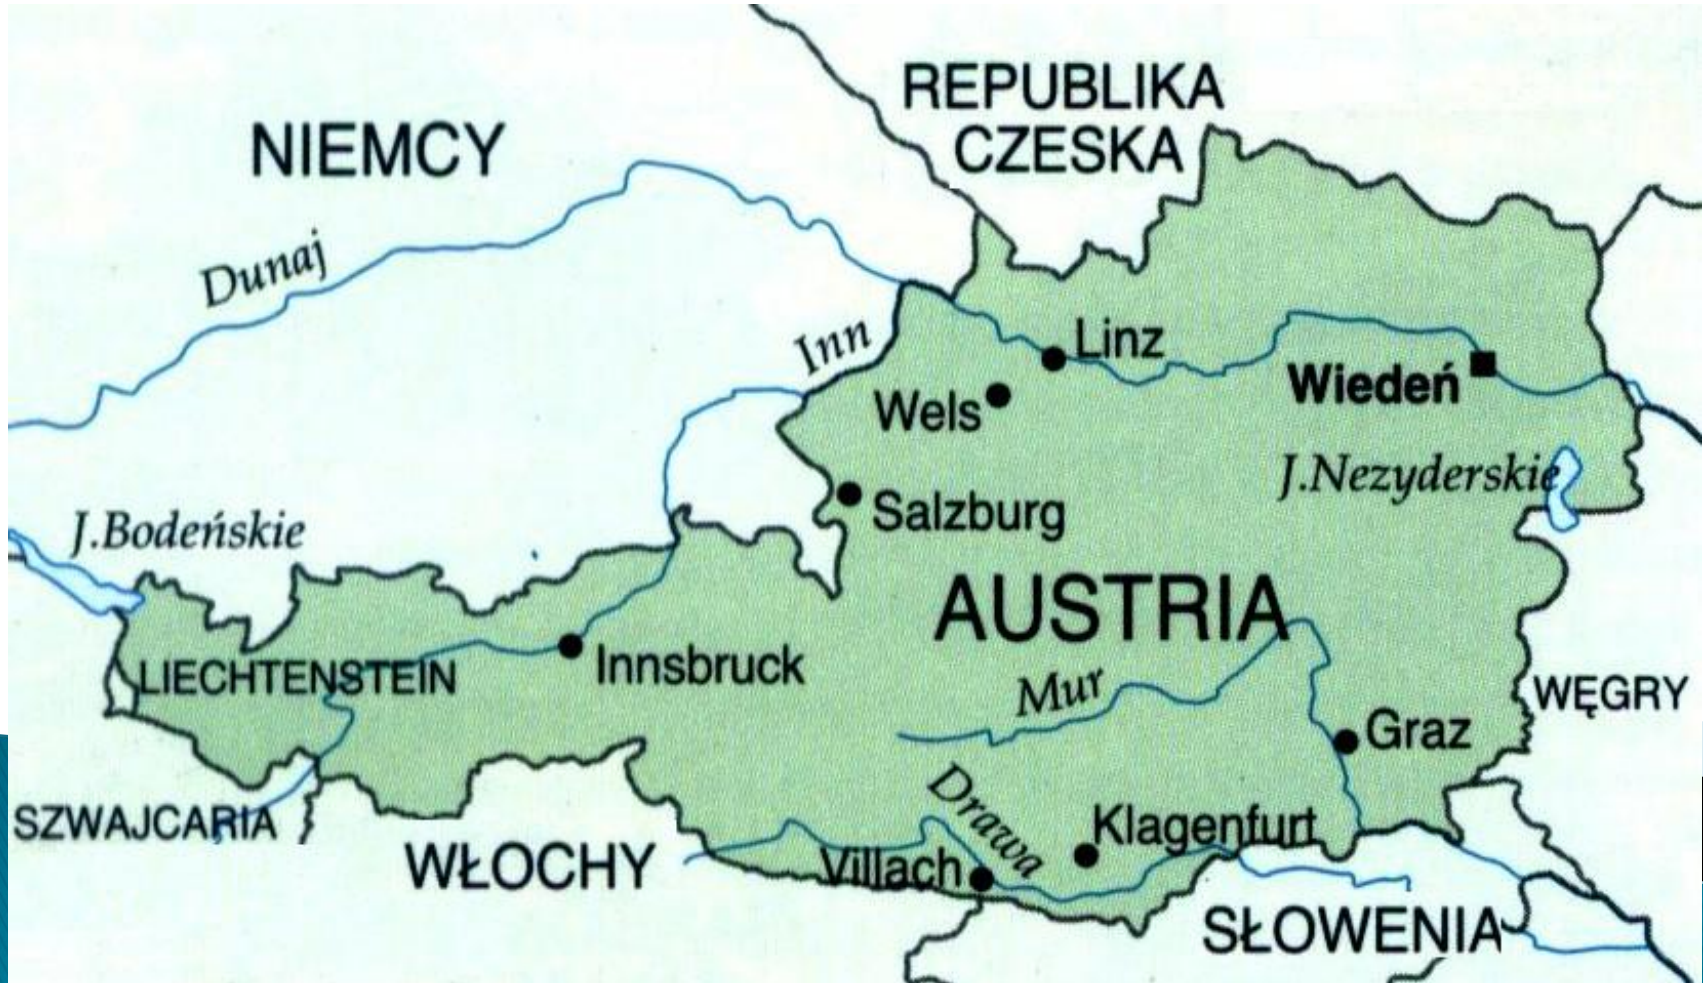 REPUBLIKA
CZESKA
NIEMCY
Dunaj
Inn
Linz
Wiedeń
Wels
J.Nezyderskie
Salzburg
J.Bodeńskie
AUSTRIA
LIECHTENSTEIN
Innsbruck
Mur
WĘGRY
Graz
Drawa
SZWAJCARIA
Klagenfurt
WŁOCHY
Villach
SŁOWENIA